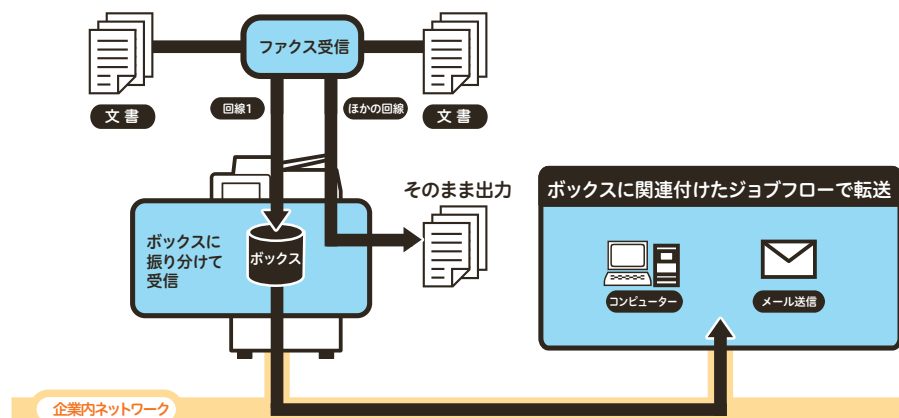 ファクス受信
文書
回線1
ほかの回線
文書
そのまま出力
ボックスに関連付けたジョブフローで転送
ボックスに
振り分けて
受信
ボックス
コンピューター
メール送信
企業内ネットワーク